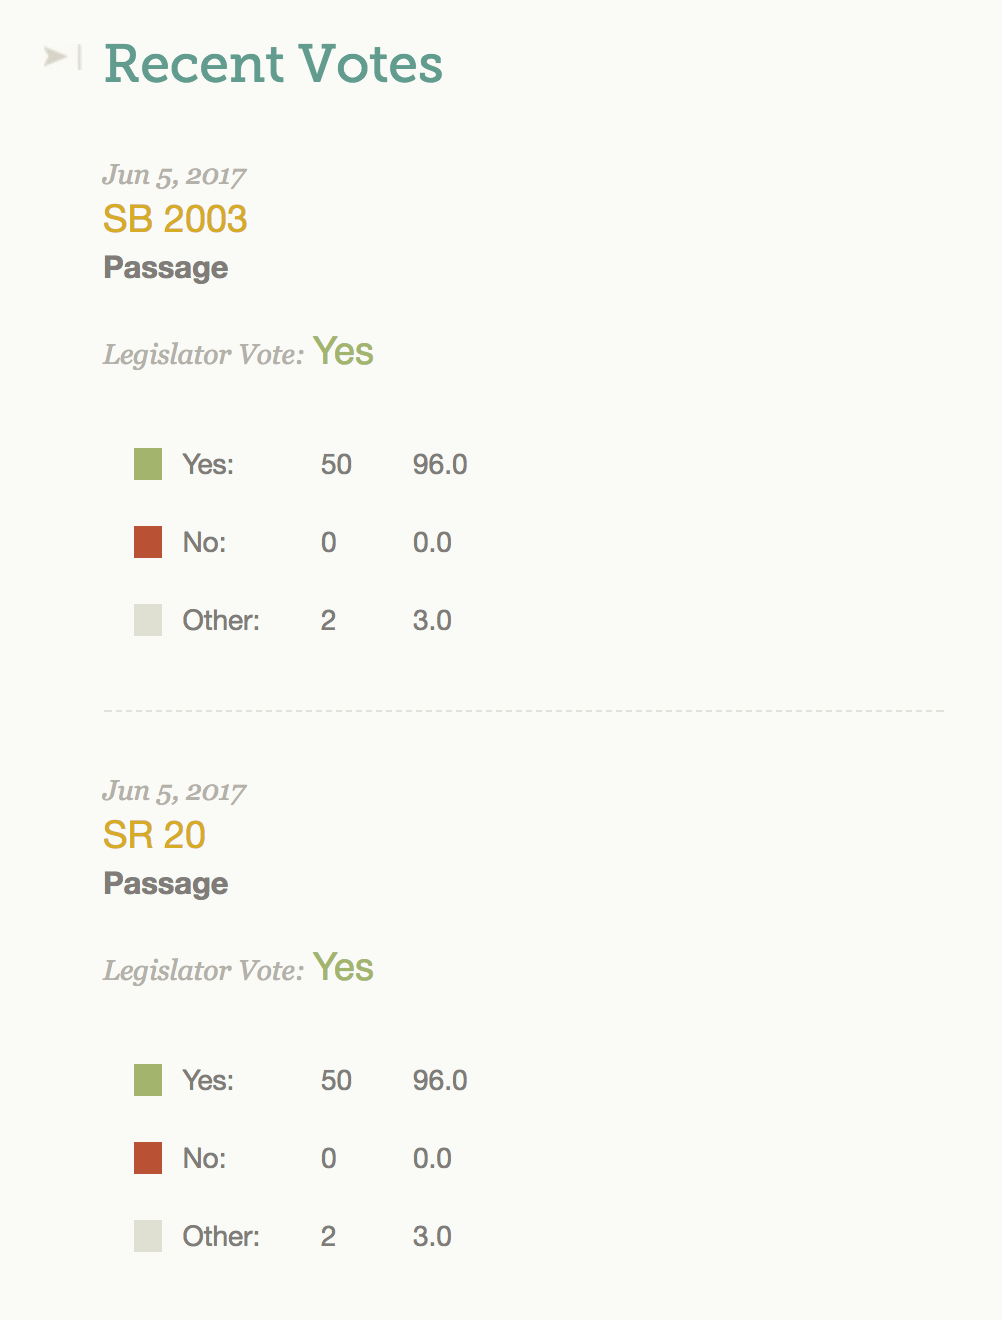 Recent Votes
Jun 5, 2017
SB 2003
Passage
Legislator Vote: Yes
Yes: 50 96.0
No: 0 0.0
Other: 2 3.0
Jun 5, 2017
SR 20
Passage
Legislator Vote: Yes
Yes: 50 96.0
No: 0 0.0
Other: 2 3.0